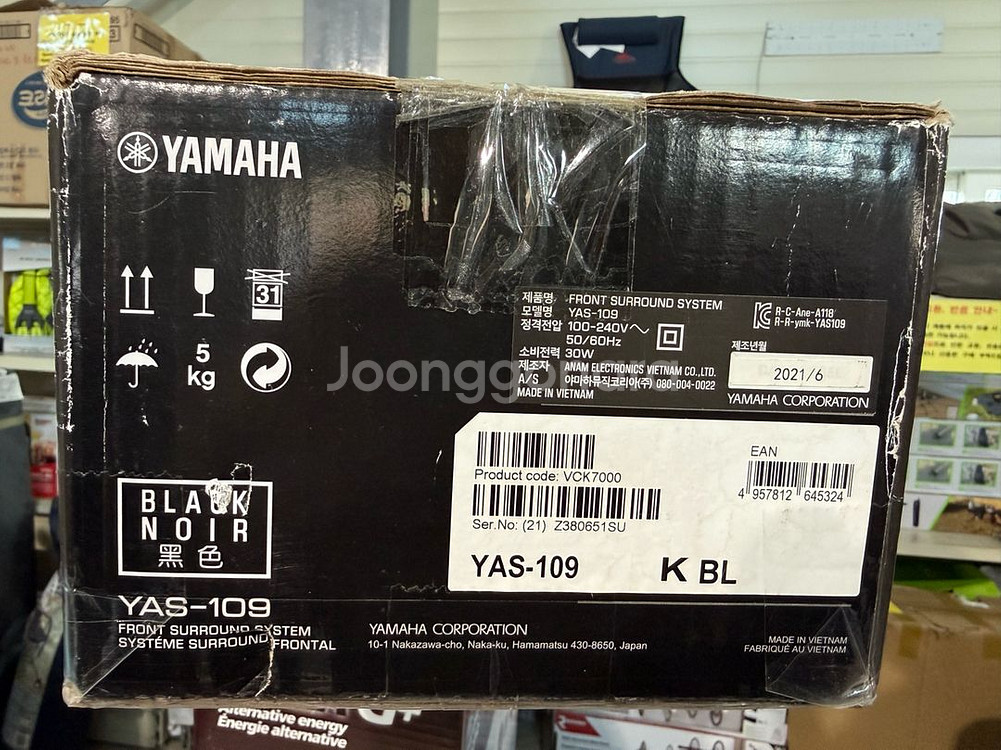 YAMAHA
31
5
kg
제품명 FRONT SURROUND SYSTEM
모델명 YAS-109
정격전압 100-240V~
50/60Hz
소비전력 30W
제조자 ANAM ELECTRONICS VIETNAM CO.,LTD.
A/S 야마하뮤직코리아(주) 080-004-0022
MADE IN VIETNAM
R-C-Ane-A118
R-R-ymk-YAS109
제조년월
2021/6
YAMAHA CORPORATION
Joonggonara
Product code: VCK7000
Ser.No: (21) Z380651SU
EAN
4 957812 645324
YAS-109 K BL
BLACK
NOIR
黑色
YAS-109
FRONT SURROUND SYSTEM
SYSTÉME SURROUND FRONTAL
YAMAHA CORPORATION
10-1 Nakazawa-cho, Naka-ku, Hamamatsu 430-8650, Japan
MADE IN VIETNAM
FABRIQUÉ AU VIETNAM
Alternative energy
Énergie alternative